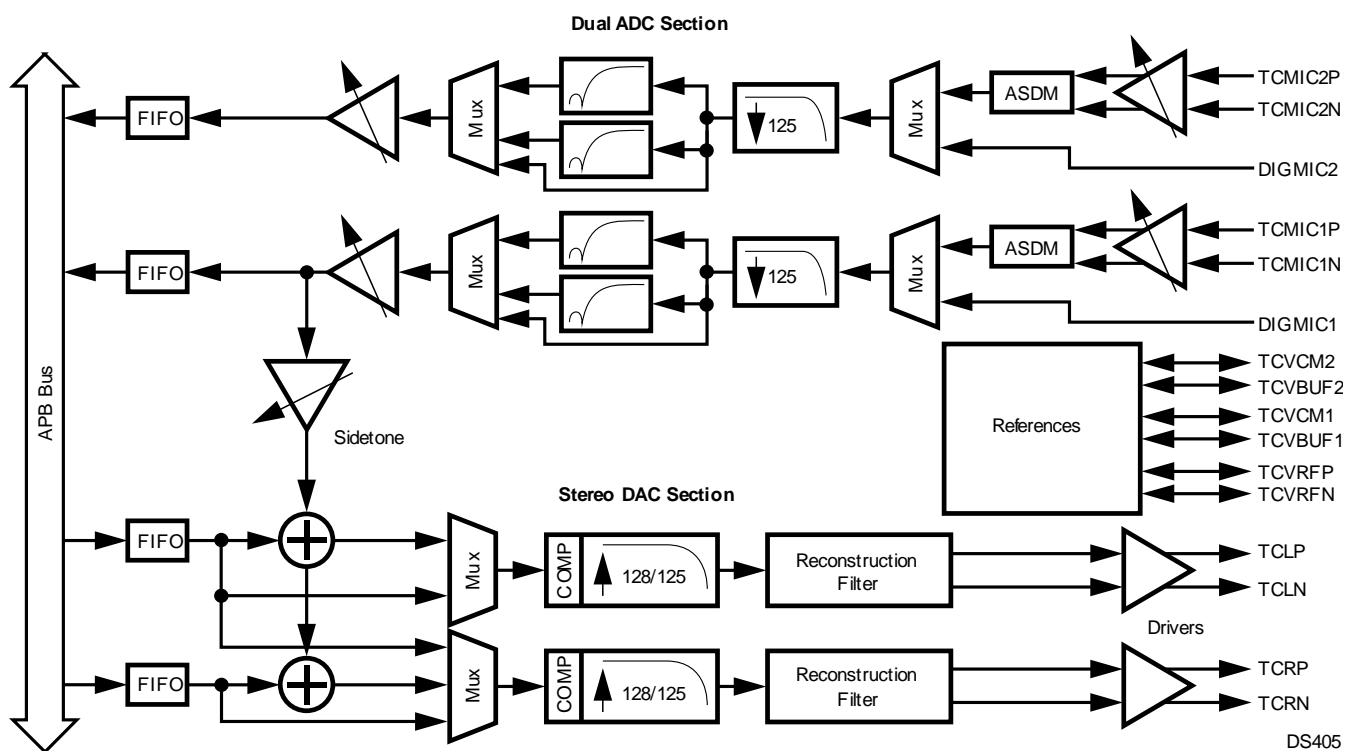 Dual ADC Section
TCMIC2P
TCMIC2N
DIGMIC2
ASDM
Mux
125
Mux
FIFO
TCMIC1P
TCMIC1N
DIGMIC1
ASDM
Mux
125
Mux
FIFO
APB Bus
Sidetone
References
TCVCM2
TCVBUF2
TCVCM1
TCVBUF1
TCVRFP
TCVRFN
Stereo DAC Section
FIFO
Mux
COMP
128/125
Reconstruction
Filter
TCLP
TCLN
Drivers
FIFO
Mux
COMP
128/125
Reconstruction
Filter
TCRP
TCRN
DS405